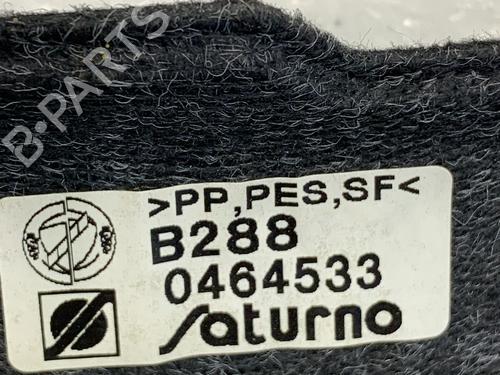 B-PARTS
>PP,PES,SF<
B288
0464533
saturno